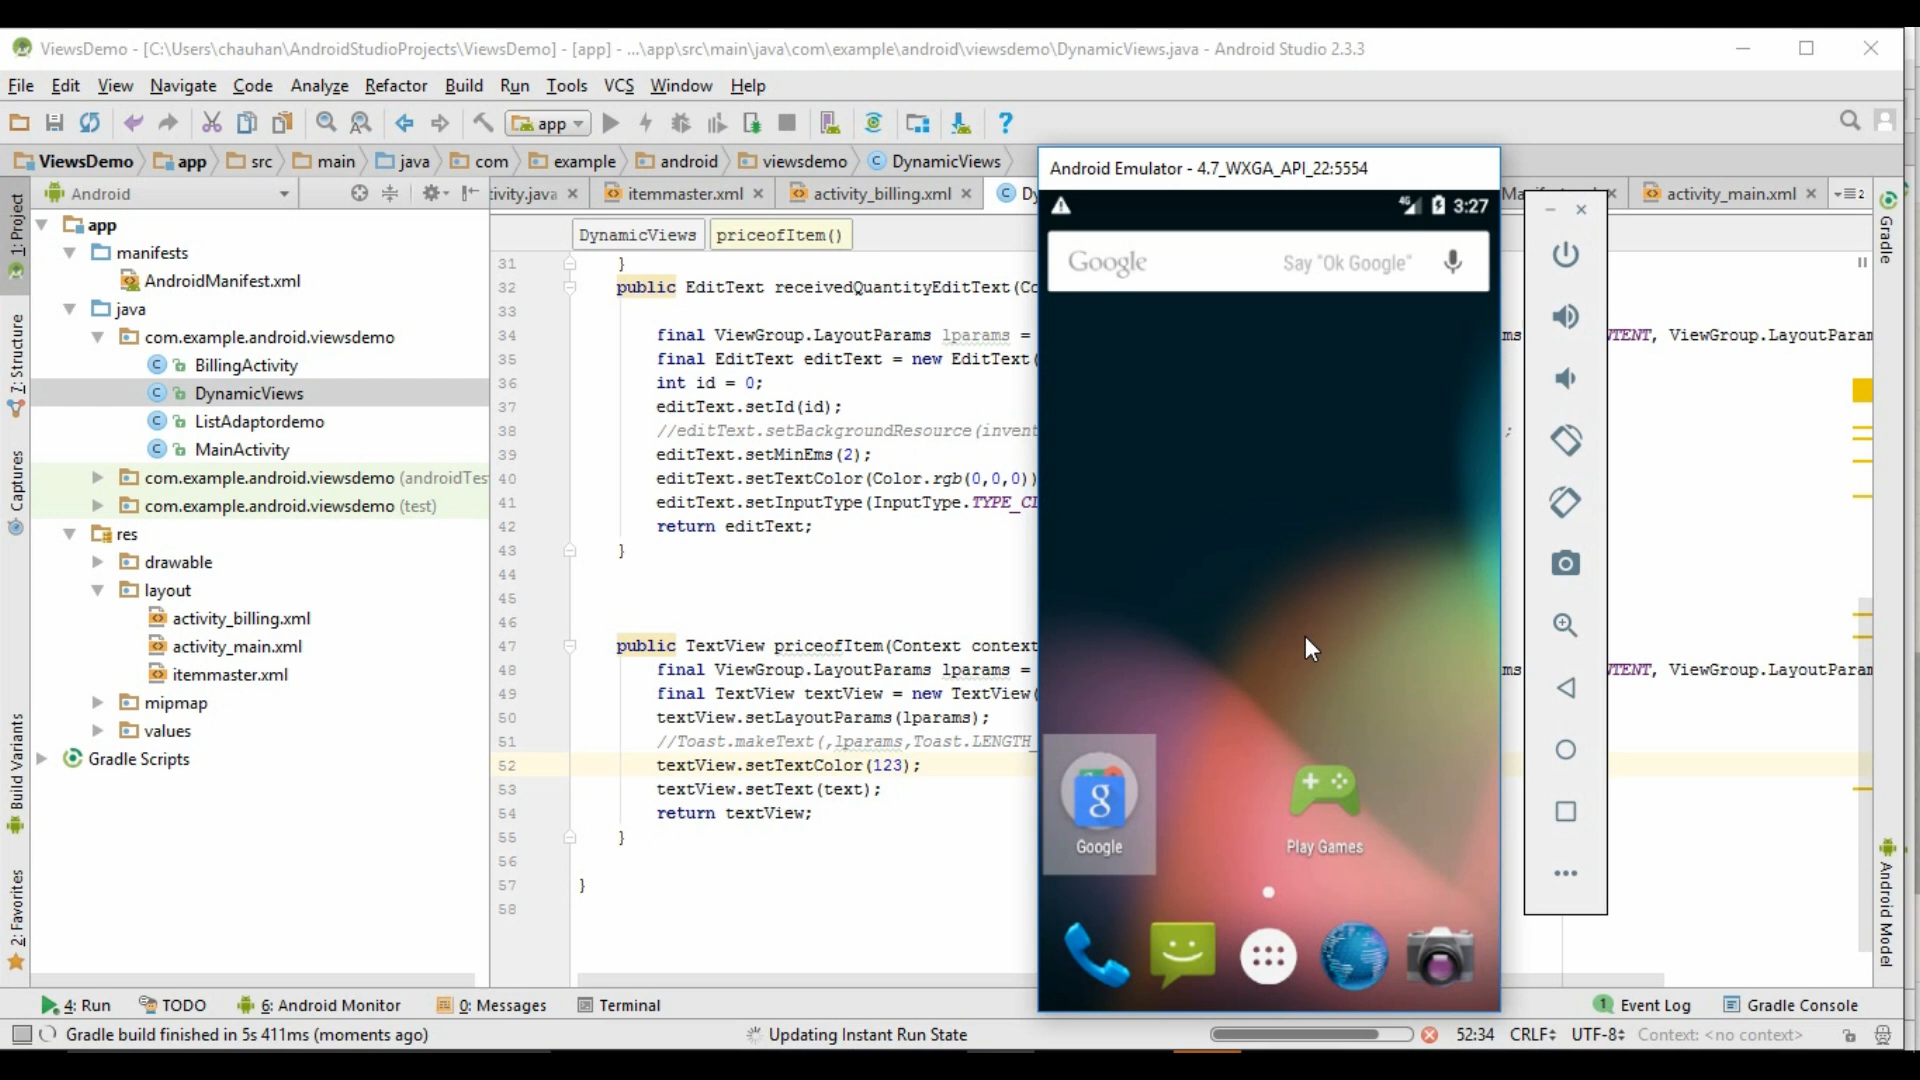 ViewsDemo - [C:\Users\chauhan\AndroidStudioProjects\ViewsDemo] - [app] - ...\app\src\main\java\com\example\android\viewsdemo\DynamicViews.java - Android Studio 2.3.3
File Edit View Navigate Code Analyze Refactor Build Run Tools VCS Window Help
app
ViewsDemo app src main java com example android viewsdemo DynamicViews
Android
tivity.java itemmaster.xml activity_billing.xml Dy activity_main.xml 2
DynamicViews priceofItem()
1: Project
7: Structure
Captures
Build Variants
2: Favorites
app
manifests
AndroidManifest.xml
java
com.example.android.viewsdemo
BillingActivity
DynamicViews
ListAdaptordemo
MainActivity
com.example.android.viewsdemo (androidTes
com.example.android.viewsdemo (test)
res
drawable
layout
activity_billing.xml
activity_main.xml
itemmaster.xml
mipmap
values
Gradle Scripts
31 }
32 public EditText receivedQuantityEditText(Co
33
34 final ViewGroup.LayoutParams lparams = ms TENT, ViewGroup.LayoutParam
35 final EditText editText = new EditText(
36 int id = 0;
37 editText.setId(id);
38 //editText.setBackgroundResource(invent ;
39 editText.setMinEms(2);
40 editText.setTextColor(Color.rgb(0,0,0))
41 editText.setInputType(InputType.TYPE_CL
42 return editText;
43 }
44
45
46
47 public TextView priceofItem(Context context
48 final ViewGroup.LayoutParams lparams = ms TENT, ViewGroup.LayoutParam
49 final TextView textView = new TextView(
50 textView.setLayoutParams(lparams);
51 //Toast.makeText(,lparams,Toast.LENGTH_
52 textView.setTextColor(123);
53 textView.setText(text);
54 return textView;
55 }
56
57 }
58
Android Emulator - 4.7_WXGA_API_22:5554
4G 3:27
Google Say "Ok Google"
Google Play Games
Gradle
Android Model
4: Run TODO 6: Android Monitor 0: Messages Terminal 1 Event Log Gradle Console
Gradle build finished in 5s 411ms (moments ago) Updating Instant Run State 52:34 CRLF UTF-8 Context: <no context>